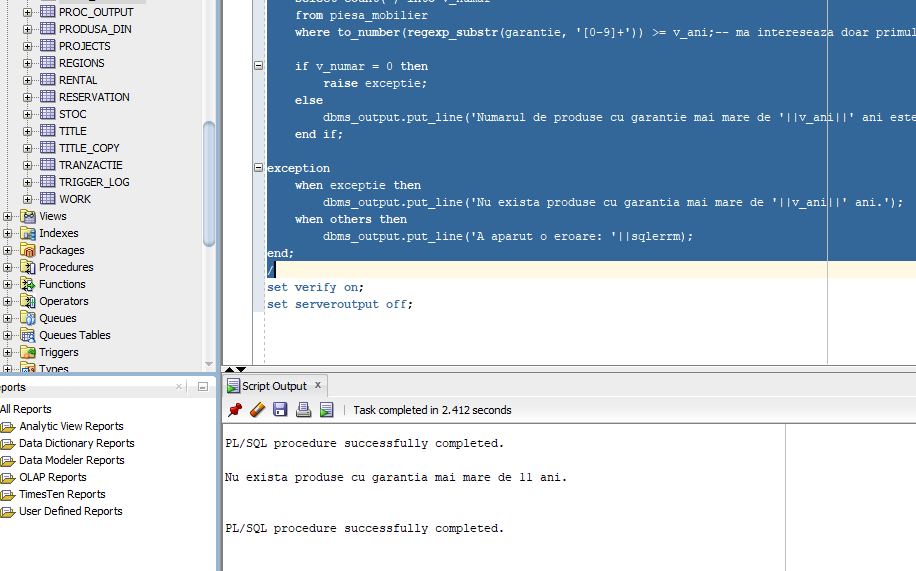 PROC_OUTPUT
PRODUSA_DIN
PROJECTS
REGIONS
RENTAL
RESERVATION
STOC
TITLE
TITLE_COPY
TRANZACTIE
TRIGGER_LOG
WORK
Views
Indexes
Packages
Procedures
Functions
Operators
Queues
Queues Tables
Triggers
Types
ports
All Reports
Analytic View Reports
Data Dictionary Reports
Data Modeler Reports
OLAP Reports
TimesTen Reports
User Defined Reports
select count(*) into v_numar
from piesa_mobilier
where to_number(regexp_substr(garantie, '[0-9]+')) >= v_ani;-- ma intereseaza doar primul
if v_numar = 0 then
raise exceptie;
else
dbms_output.put_line('Numarul de produse cu garantie mai mare de '||v_ani||' ani este
end if;
exception
when exceptie then
dbms_output.put_line('Nu exista produse cu garantia mai mare de '||v_ani||' ani.');
when others then
dbms_output.put_line('A aparut o eroare: '||sqlerrm);
end;
/
set verify on;
set serveroutput off;
Script Output x
Task completed in 2.412 seconds
PL/SQL procedure successfully completed.
Nu exista produse cu garantia mai mare de 11 ani.
PL/SQL procedure successfully completed.